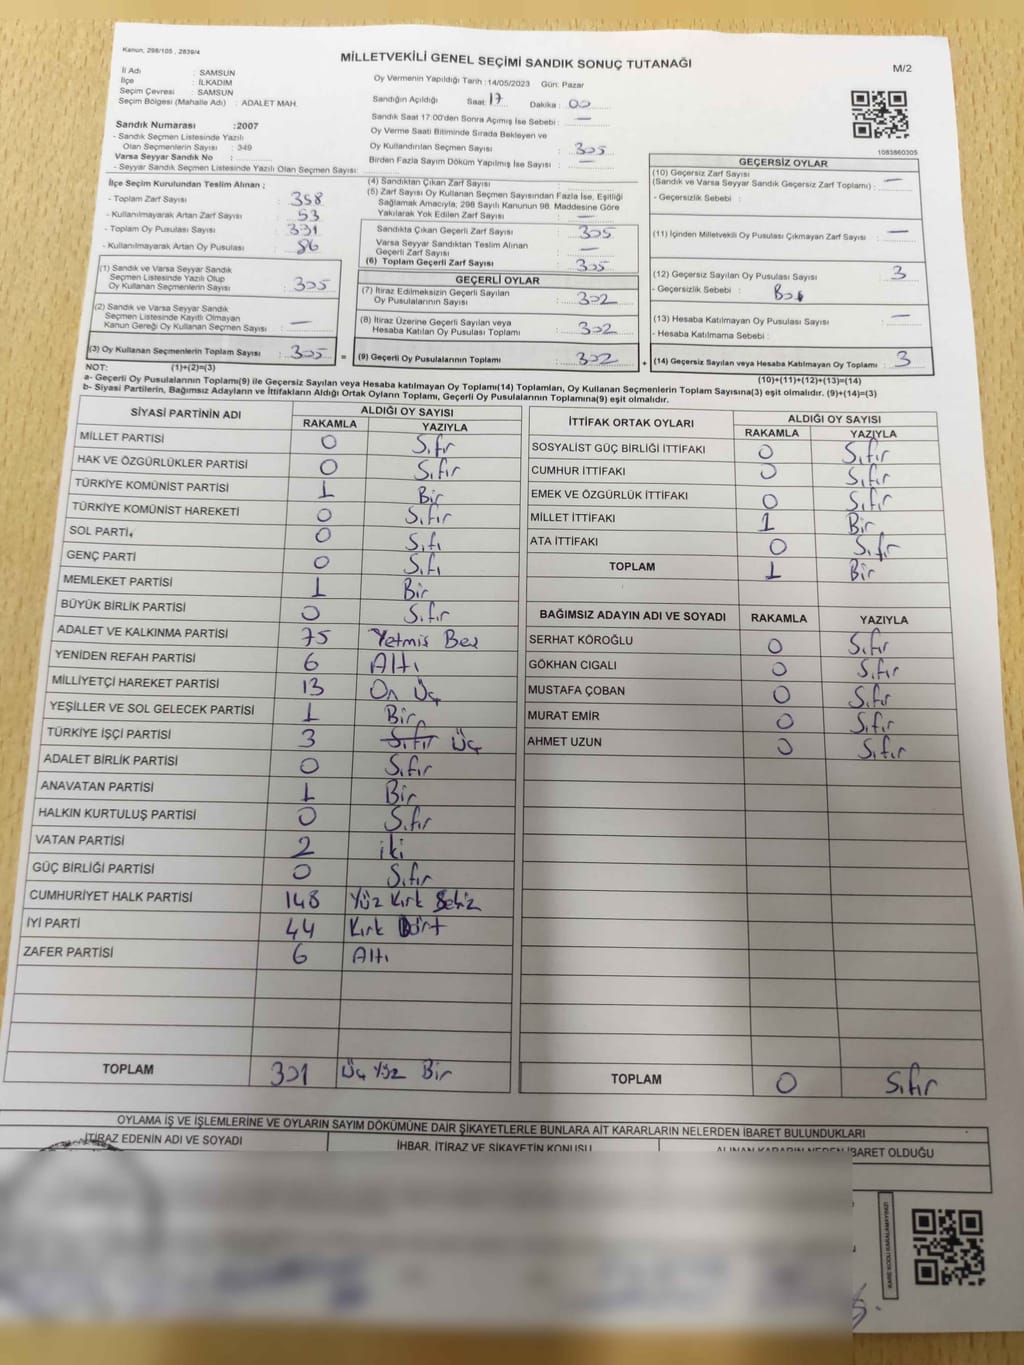 Kanun, 298/105 , 2839/4
MİLLETVEKİLİ GENEL SEÇİMİ SANDIK SONUÇ TUTANAĞI
M/2
İl Adı : SAMSUN
İlçe : İLKADIM
Seçim Çevresi : SAMSUN
Seçim Bölgesi (Mahalle Adı) : ADALET MAH.
Sandık Numarası :2007
- Sandık Seçmen Listesinde Yazılı
Olan Seçmenlerin Sayısı : 349
Varsa Seyyar Sandık No :
- Seyyar Sandık Seçmen Listesinde Yazılı Olan Seçmen Sayısı:
Oy Vermenin Yapıldığı Tarih :14/05/2023 Gün: Pazar
Sandığın Açıldığı Saat: 17 Dakika : 00
Sandık Saat 17:00'den Sonra Açımış İse Sebebi : —
Oy Verme Saati Bitiminde Sırada Bekleyen ve
Oy Kullandırılan Seçmen Sayısı : 305
Birden Fazla Sayım Döküm Yapılmış İse Sayısı : —
1083860305
İlçe Seçim Kurulundan Teslim Alınan ;
- Toplam Zarf Sayısı : 358
- Kullanılmayarak Artan Zarf Sayısı : 53
- Toplam Oy Pusulası : 391
- Kullanılmayarak Artan Oy Pusulası : 86
(1) Sandık ve Varsa Seyyar Sandık
Seçmen Listesinde Yazılı Olup
Oy Kullanan Seçmenlerin Sayısı : 305
(2) Sandık ve Varsa Seyyar Sandık
Seçmen Listesinde Kayıtlı Olmayan
Kanun Gereği Oy Kullanan Seçmen Sayısı : —
(3) Oy Kullanan Seçmenlerin Toplam Sayısı : 305 =
(4) Sandıktan Çıkan Zarf Sayısı :
(5) Zarf Sayısı Oy Kullanan Seçmen Sayısından Fazla İse, Eşitliği
Sağlamak Amacıyla; 298 Sayılı Kanunun 98. Maddesine Göre
Yakılarak Yok Edilen Zarf Sayısı : —
Sandıkta Çıkan Geçerli Zarf Sayısı : 305
Varsa Seyyar Sandıktan Teslim Alınan
Geçerli Zarf Sayısı : —
(6) Toplam Geçerli Zarf Sayısı : 305
GEÇERLİ OYLAR
(7) İtiraz Edilmeksizin Geçerli Sayılan
Oy Pusulalarının Sayısı : 302
(8) İtiraz Üzerine Geçerli Sayılan veya
Hesaba Katılan Oy Pusulası Toplamı : 302
(9) Geçerli Oy Pusulalarının Toplamı : 302 +
GEÇERSİZ OYLAR
(10) Geçersiz Zarf Sayısı
(Sandık ve Varsa Seyyar Sandık Geçersiz Zarf Toplamı) : —
- Geçersizlik Sebebi :
(11) İçinden Milletvekili Oy Pusulası Çıkmayan Zarf Sayısı : —
(12) Geçersiz Sayılan Oy Pusulası Sayısı : 3
- Geçersizlik Sebebi :
(13) Hesaba Katılmayan Oy Pusulası Sayısı : —
- Hesaba Katılmama Sebebi :
(14) Geçersiz Sayılan veya Hesaba Katılmayan Oy Toplamı : 3
NOT: (1)+(2)=(3) (10)+(11)+(12)+(13)=(14)
a- Geçerli Oy Pusulalarının Toplamı(9) ile Geçersiz Sayılan veya Hesaba katılmayan Oy Toplamı(14) Toplamları, Oy Kullanan Seçmenlerin Toplam Sayısına(3) eşit olmalıdır. (9)+(14)=(3)
b- Siyasi Partilerin, Bağımsız Adayların ve İttifakların Aldığı Ortak Oyların Toplamı, Geçerli Oy Pusulalarının Toplamına(9) eşit olmalıdır.
SİYASİ PARTİNİN ADI ALDIĞI OY SAYISI
RAKAMLA YAZIYLA
MİLLET PARTİSİ 0 Sıfır
HAK VE ÖZGÜRLÜKLER PARTİSİ 0 Sıfır
TÜRKİYE KOMÜNİST PARTİSİ 1 Bir
TÜRKİYE KOMÜNİST HAREKETİ 0 Sıfır
SOL PARTİ 0 Sıfı
GENÇ PARTİ 0 Sıfı
MEMLEKET PARTİSİ 1 Bir
BÜYÜK BİRLİK PARTİSİ 0 Sıfır
ADALET VE KALKINMA PARTİSİ 75 Yetmiş Beş
YENİDEN REFAH PARTİSİ 6 Altı
MİLLİYETÇİ HAREKET PARTİSİ 13 On Üç
YEŞİLLER VE SOL GELECEK PARTİSİ 1 Bir
TÜRKİYE İŞÇİ PARTİSİ 3 Sıfır Üç
ADALET BİRLİK PARTİSİ 0 Sıfır
ANAVATAN PARTİSİ 1 Bir
HALKIN KURTULUŞ PARTİSİ 0 Sıfır
VATAN PARTİSİ 2 iki
GÜÇ BİRLİĞİ PARTİSİ 0 Sıfır
CUMHURİYET HALK PARTİSİ 148 Yüz Kırk Sekiz
İYİ PARTİ 44 Kırk Dört
ZAFER PARTİSİ 6 Altı
TOPLAM 301 Üç Yüz Bir
İTTİFAK ORTAK OYLARI ALDIĞI OY SAYISI
RAKAMLA YAZIYLA
SOSYALİST GÜÇ BİRLİĞİ İTTİFAKI 0 Sıfır
CUMHUR İTTİFAKI 0 Sıfır
EMEK VE ÖZGÜRLÜK İTTİFAKI 0 Sıfır
MİLLET İTTİFAKI 1 Bir
ATA İTTİFAKI 0 Sıfır
TOPLAM 1 Bir
BAĞIMSIZ ADAYIN ADI VE SOYADI RAKAMLA YAZIYLA
SERHAT KÖROĞLU 0 Sıfır
GÖKHAN CIGALI 0 Sıfır
MUSTAFA ÇOBAN 0 Sıfır
MURAT EMİR 0 Sıfır
AHMET UZUN 0 Sıfır
TOPLAM 0 Sıfır
OYLAMA İŞ VE İŞLEMLERİNE VE OYLARIN SAYIM DÖKÜMÜNE DAİR ŞİKAYETLERLE BUNLARA AİT KARARLARIN NELERDEN İBARET BULUNDUKLARI
İTİRAZ EDENİN ADI VE SOYADI
İHBAR, İTİRAZ VE ŞİKAYETİN KONUSU
ALINAN KARARIN NEDEN İBARET OLDUĞU
KARE KODU KARALAMAYINIZ!